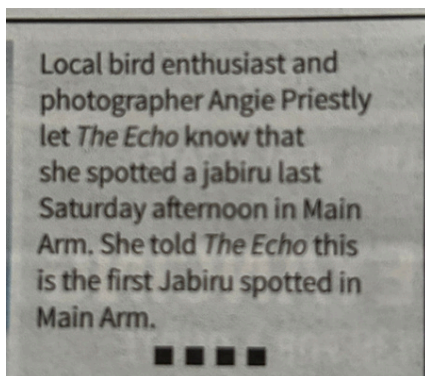 Local bird enthusiast and
photographer Angie Priestly
let The Echo know that
she spotted a jabiru last
Saturday afternoon in Main
Arm. She told The Echo this
is the first Jabiru spotted in
Main Arm.